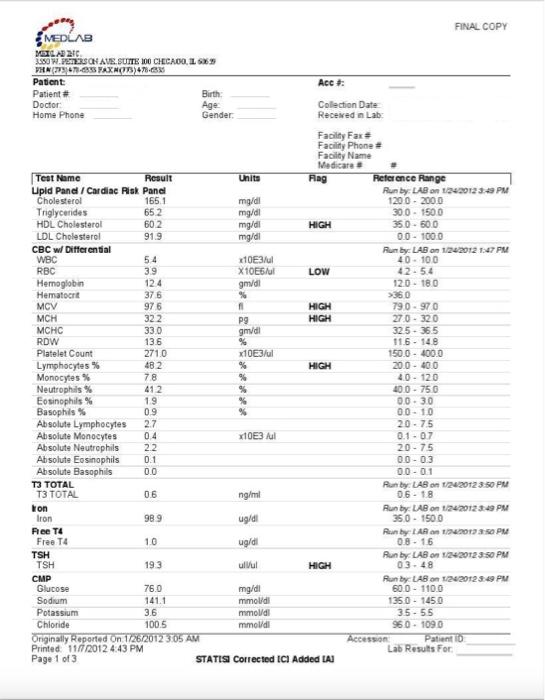 FINAL COPY
MEDLAB
MEDLAB INC.
3550 W. PETERSON AVE. SUITE 100 CHICAGO, IL
Patient: Acc #:
Patient # Birth:
Doctor: Age: Collection Date:
Home Phone Gender: Received in Lab:
Facility Fax #
Facility Phone #
Facility Name
Medicare # #
Test Name Result Units Flag Reference Range
Lipid Panel / Cardiac Risk Panel Run by: LAB on 1/24/2012 3:49 PM
Cholesterol 165.1 mg/dl 120.0 - 200.0
Triglycerides 65.2 mg/dl 30.0 - 150.0
HDL Cholesterol 60.2 mg/dl HIGH 35.0 - 60.0
LDL Cholesterol 91.9 mg/dl 0.0 - 100.0
CBC w/ Differential Run by: LAB on 1/24/2012 1:47 PM
WBC 5.4 x10E3/ul 4.0 - 10.0
RBC 3.9 X10E6/ul LOW 4.2 - 5.4
Hemoglobin 12.4 gm/dl 12.0 - 18.0
Hematocrit 37.6 % >36.0
MCV 97.6 fl HIGH 79.0 - 97.0
MCH 32.2 pg HIGH 27.0 - 32.0
MCHC 33.0 gm/dl 32.5 - 36.5
RDW 13.6 % 11.6 - 14.8
Platelet Count 271.0 x10E3/ul 150.0 - 400.0
Lymphocytes % 48.2 % HIGH 20.0 - 40.0
Monocytes % 7.8 % 4.0 - 12.0
Neutrophils % 41.2 % 40.0 - 75.0
Eosinophils % 1.9 % 0.0 - 3.0
Basophils % 0.9 % 0.0 - 1.0
Absolute Lymphocytes 2.7 2.0 - 7.5
Absolute Monocytes 0.4 x10E3 /ul 0.1 - 0.7
Absolute Neutrophils 2.2 2.0 - 7.5
Absolute Eosinophils 0.1 0.0 - 0.3
Absolute Basophils 0.0 0.0 - 0.1
T3 TOTAL Run by: LAB on 1/24/2012 3:50 PM
T3 TOTAL 0.6 ng/ml 0.6 - 1.8
Iron Run by: LAB on 1/24/2012 3:49 PM
Iron 98.9 ug/dl 35.0 - 150.0
Free T4 Run by: LAB on 1/24/2012 3:50 PM
Free T4 1.0 ug/dl 0.8 - 1.6
TSH Run by: LAB on 1/24/2012 3:50 PM
TSH 19.3 uIl/ul HIGH 0.3 - 4.8
CMP Run by: LAB on 1/24/2012 3:49 PM
Glucose 76.0 mg/dl 60.0 - 110.0
Sodium 141.1 mmol/dl 135.0 - 145.0
Potassium 3.6 mmol/dl 3.5 - 5.5
Chloride 100.5 mmol/dl 96.0 - 109.0
Originally Reported On:1/26/2012 3:05 AM Accession: Patient ID:
Printed: 11/7/2012 4:43 PM Lab Results For:
Page 1 of 3 STAT[S] Corrected [C] Added [A]